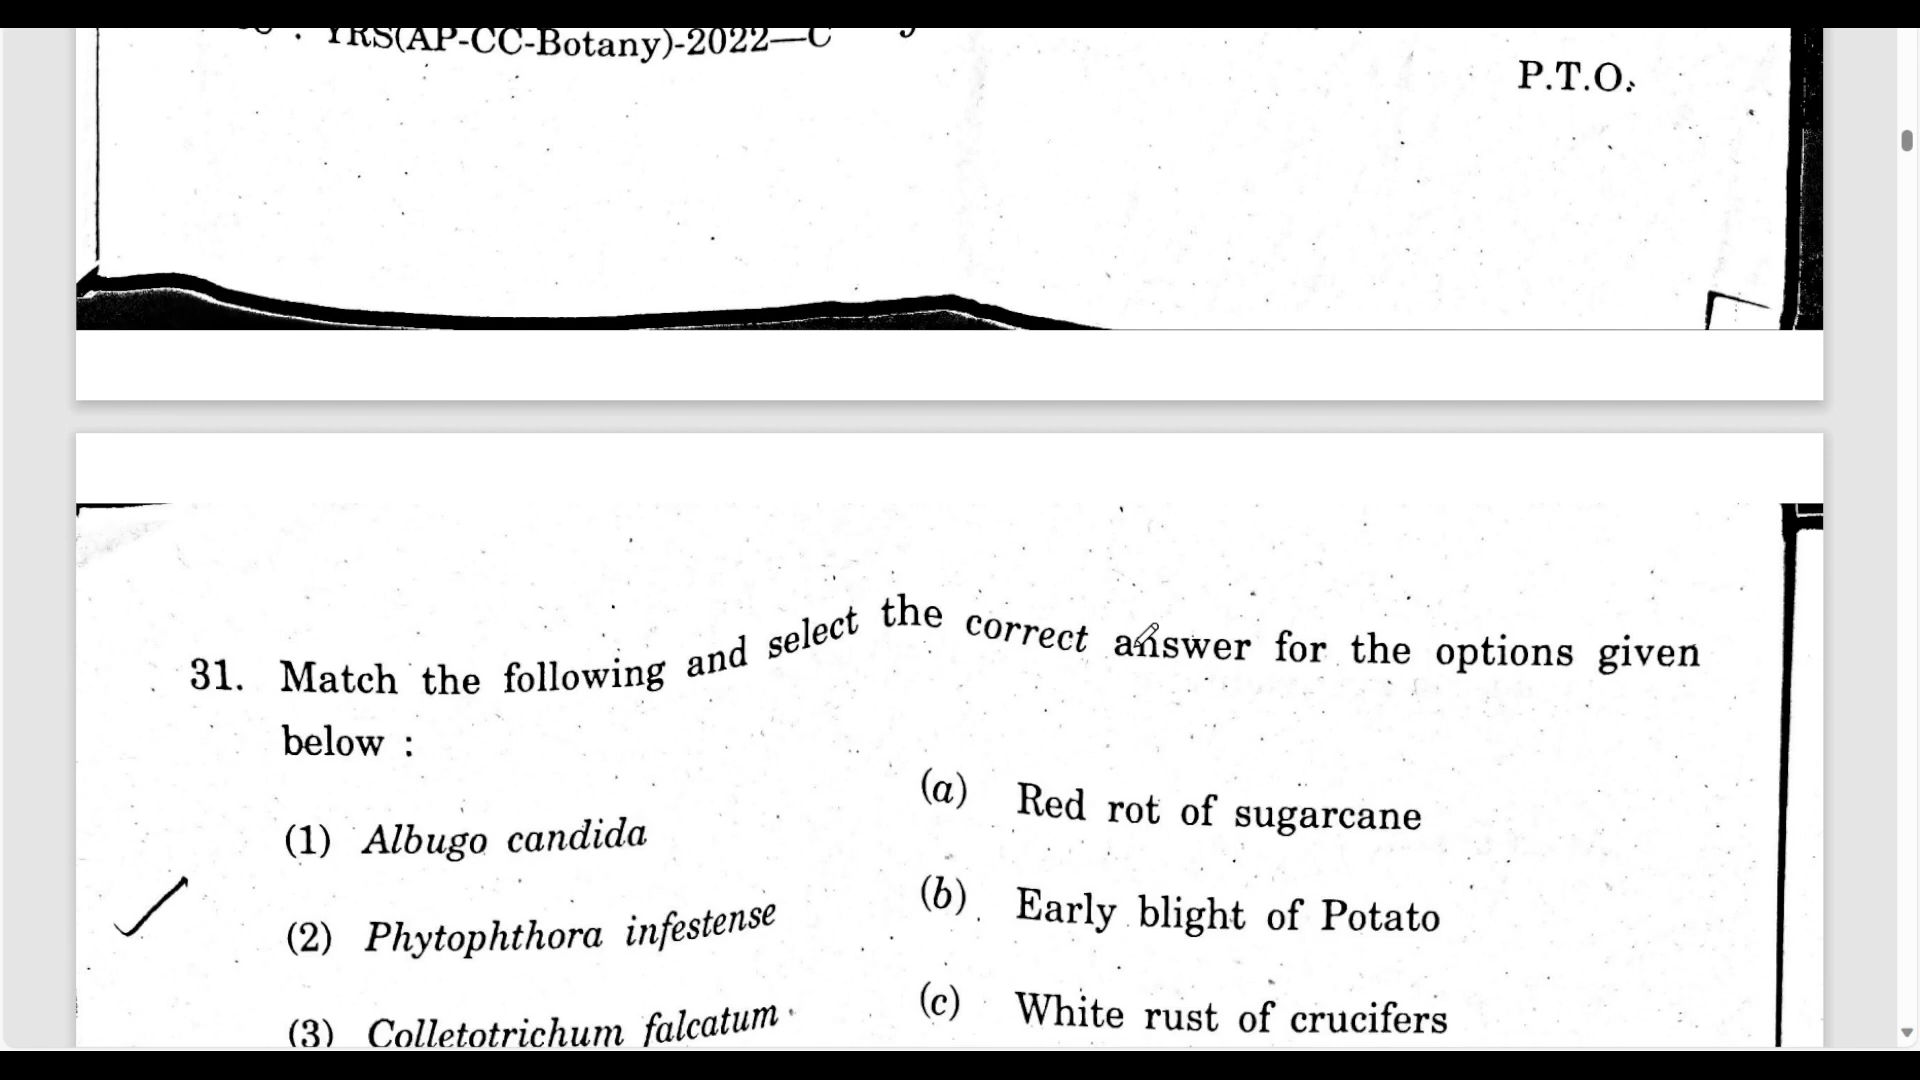 YRS(AP-CC-Botany)-2022—C
P.T.O.
31. Match the following and select the correct answer for the options given
below :
(1) Albugo candida
(a) Red rot of sugarcane
(2) Phytophthora infestense
(b) Early blight of Potato
(3) Colletotrichum falcatum
(c) White rust of crucifers